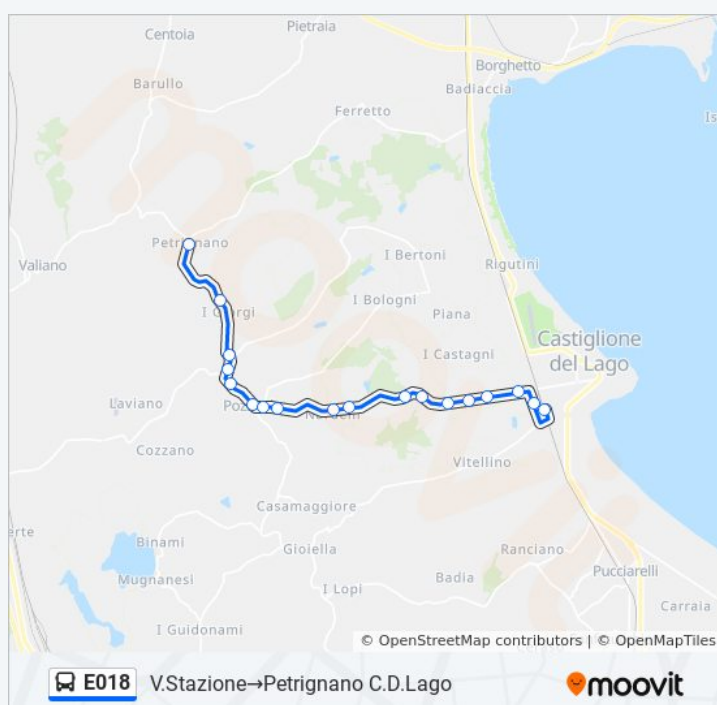 Centoia
Pietraia
Barullo
Borghetto
Badiaccia
Ferretto
Petrignano
Valiano
I Bertoni
Rigutini
I Bologni
I Giorgi
Piana
Castiglione
del Lago
I Castagni
Laviano
Vitellino
Cozzano
Casamaggiore
Binami
Gioiella
Ranciano
Mugnanesi
Badia
Pucciarelli
I Lopi
Carraia
I Guidonami
© OpenStreetMap contributors | © OpenMapTiles
E018 V.Stazione→Petrignano C.D.Lago
moovit